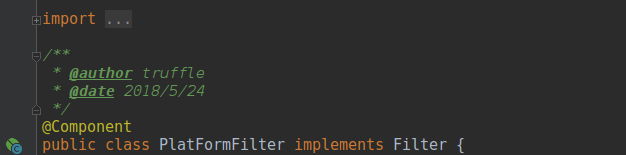 import ...
/**
 * @author truffle
 * @date 2018/5/24
 */
@Component
public class PlatFormFilter implements Filter {